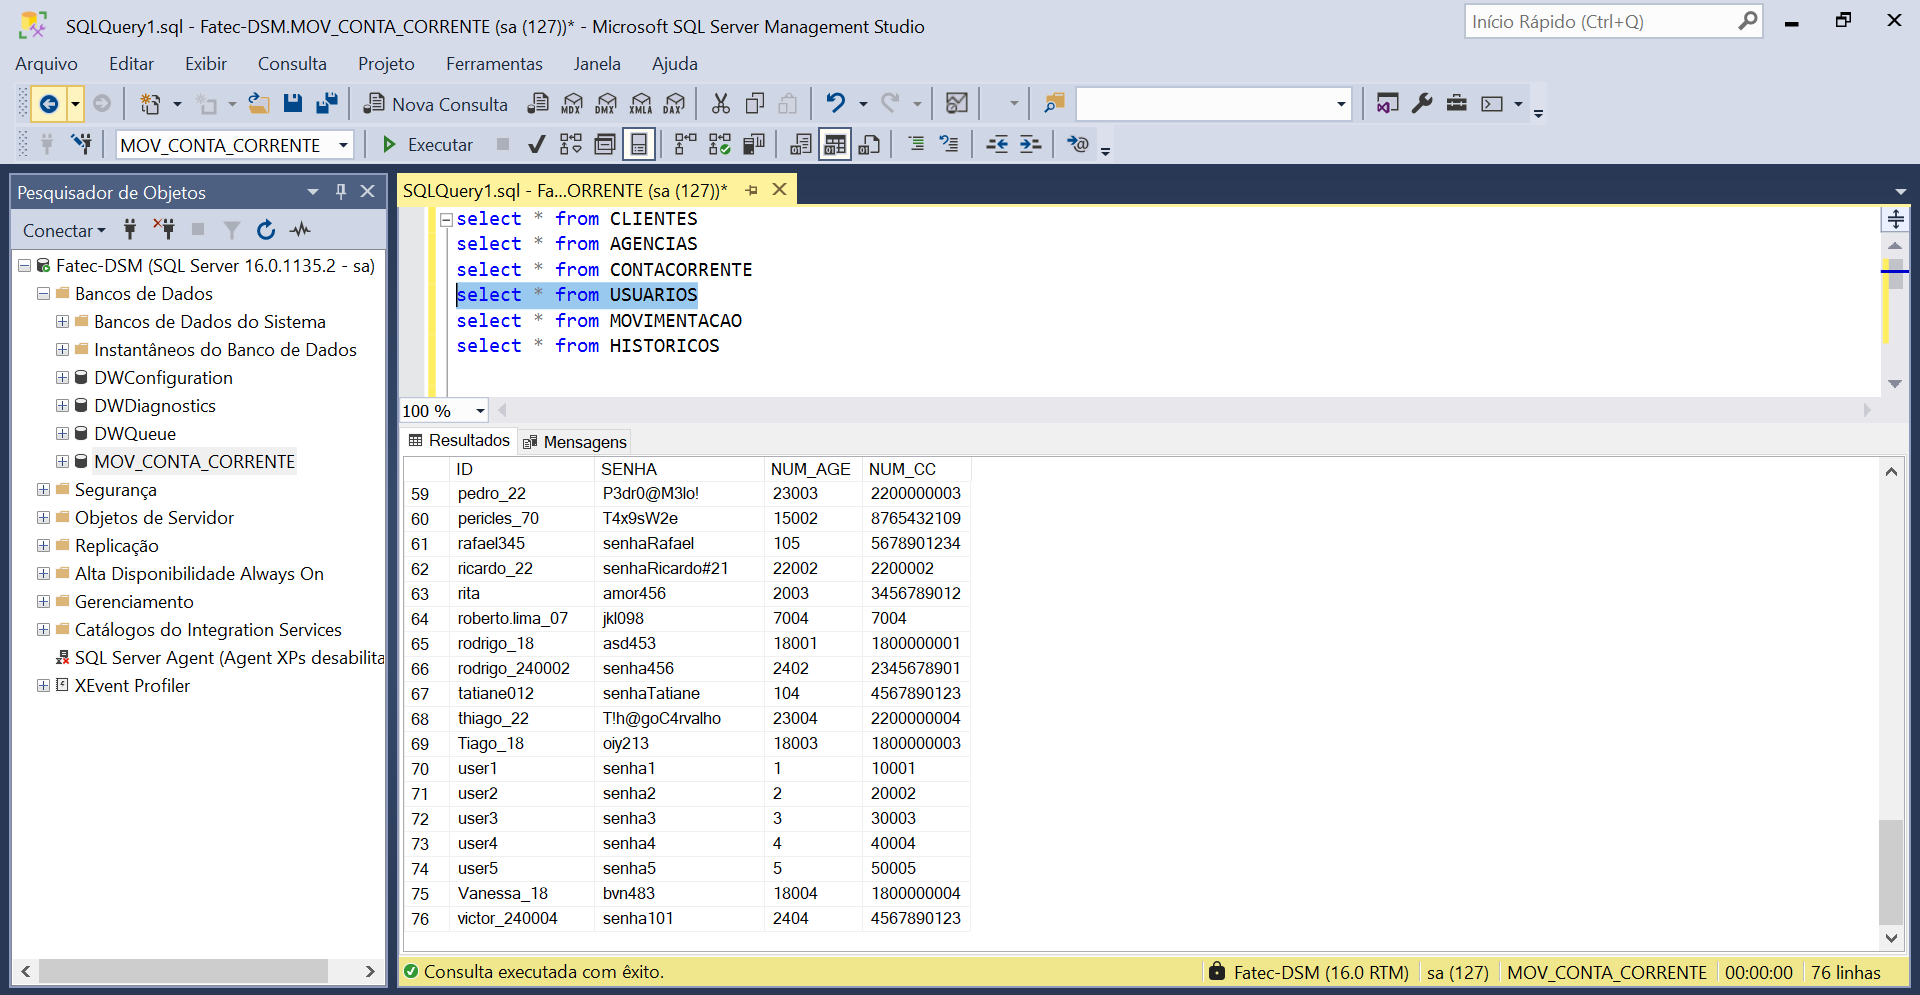 SQLQuery1.sql - Fatec-DSM.MOV_CONTA_CORRENTE (sa (127))* - Microsoft SQL Server Management Studio
Início Rápido (Ctrl+Q)
Arquivo Editar Exibir Consulta Projeto Ferramentas Janela Ajuda
Nova Consulta MDX DMX XMLA DAX
MOV_CONTA_CORRENTE Executar
Pesquisador de Objetos
Conectar
Fatec-DSM (SQL Server 16.0.1135.2 - sa)
Bancos de Dados
Bancos de Dados do Sistema
Instantâneos do Banco de Dados
DWConfiguration
DWDiagnostics
DWQueue
MOV_CONTA_CORRENTE
Segurança
Objetos de Servidor
Replicação
Alta Disponibilidade Always On
Gerenciamento
Catálogos do Integration Services
SQL Server Agent (Agent XPs desabilita
XEvent Profiler
SQLQuery1.sql - Fa...ORRENTE (sa (127))*
select * from CLIENTES
select * from AGENCIAS
select * from CONTACORRENTE
select * from USUARIOS
select * from MOVIMENTACAO
select * from HISTORICOS
100 %
Resultados Mensagens
ID SENHA NUM_AGE NUM_CC
59 pedro_22 P3dr0@M3lo! 23003 2200000003
60 pericles_70 T4x9sW2e 15002 8765432109
61 rafael345 senhaRafael 105 5678901234
62 ricardo_22 senhaRicardo#21 22002 2200002
63 rita amor456 2003 3456789012
64 roberto.lima_07 jkl098 7004 7004
65 rodrigo_18 asd453 18001 1800000001
66 rodrigo_240002 senha456 2402 2345678901
67 tatiane012 senhaTatiane 104 4567890123
68 thiago_22 T!h@goC4rvalho 23004 2200000004
69 Tiago_18 oiy213 18003 1800000003
70 user1 senha1 1 10001
71 user2 senha2 2 20002
72 user3 senha3 3 30003
73 user4 senha4 4 40004
74 user5 senha5 5 50005
75 Vanessa_18 bvn483 18004 1800000004
76 victor_240004 senha101 2404 4567890123
Consulta executada com êxito. Fatec-DSM (16.0 RTM) sa (127) MOV_CONTA_CORRENTE 00:00:00 76 linhas